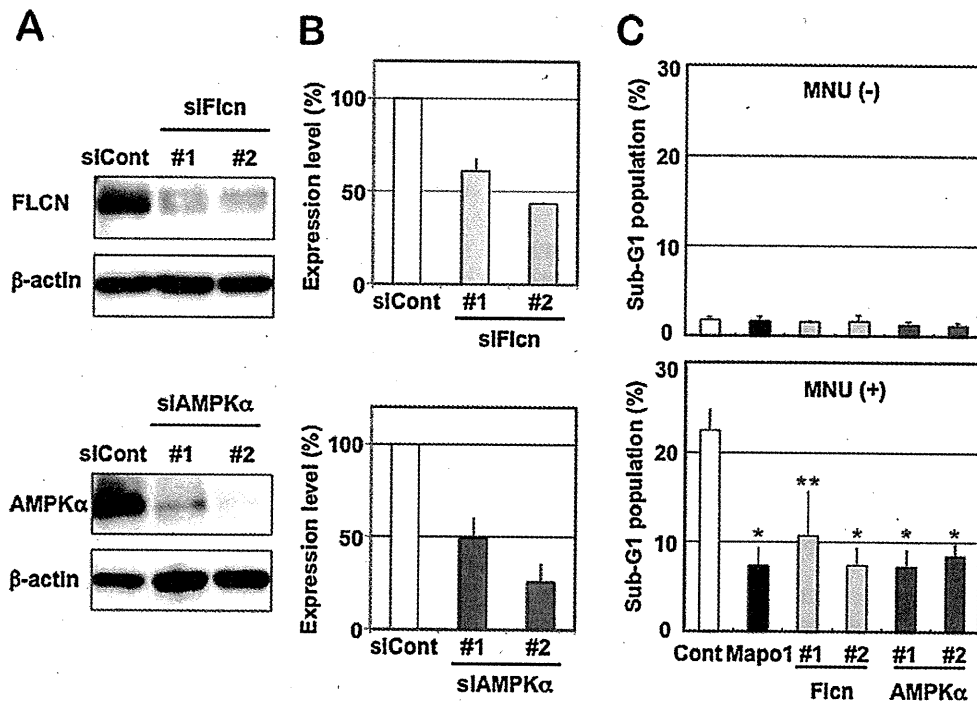 A
siFlcn
siCont #1 #2
FLCN
β-actin
siAMPKα
siCont #1 #2
AMPKα
β-actin
B
Expression level (%)
100
50
0
siCont #1 #2
siFlcn
Expression level (%)
100
50
0
siCont #1 #2
siAMPKα
C
Sub-G1 population (%)
30
20
10
0
MNU (-)
Sub-G1 population (%)
30
20
10
0
MNU (+)
* ** * * *
Cont Mapo1 #1 #2 #1 #2
Flcn AMPKα